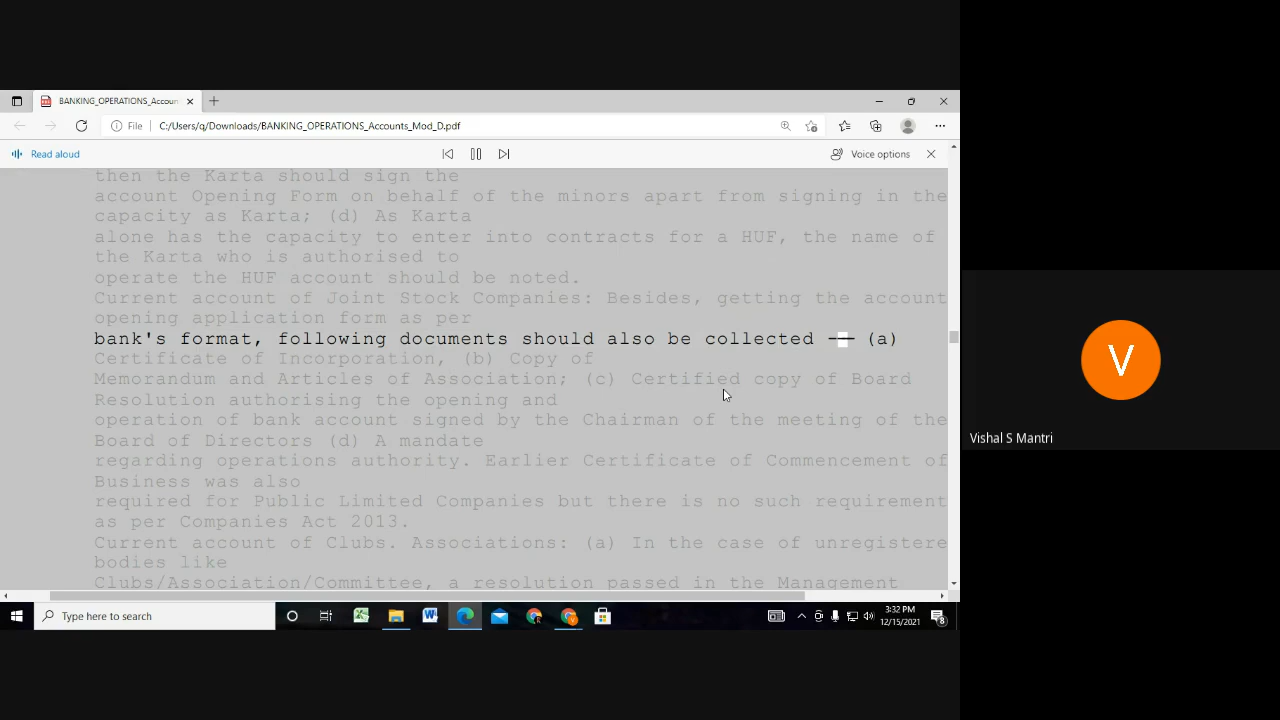 BANKING_OPERATIONS_Accoun
File
C:/Users/q/Downloads/BANKING_OPERATIONS_Accounts_Mod_D.pdf
Read aloud
Voice options
then the Karta should sign the
account Opening Form on behalf of the minors apart from signing in the
capacity as Karta; (d) As Karta
alone has the capacity to enter into contracts for a HUF, the name of
the Karta who is authorised to
operate the HUF account should be noted.
Current account of Joint Stock Companies: Besides, getting the account
opening application form as per
bank's format, following documents should also be collected —— (a)
Certificate of Incorporation, (b) Copy of
Memorandum and Articles of Association; (c) Certified copy of Board
Resolution authorising the opening and
operation of bank account signed by the Chairman of the meeting of the
Board of Directors (d) A mandate
regarding operations authority. Earlier Certificate of Commencement of
Business was also
required for Public Limited Companies but there is no such requirement
as per Companies Act 2013.
Current account of Clubs. Associations: (a) In the case of unregistere
bodies like
Clubs/Association/Committee, a resolution passed in the Management
V
Vishal S Mantri
Type here to search
3:32 PM
12/15/2021
8